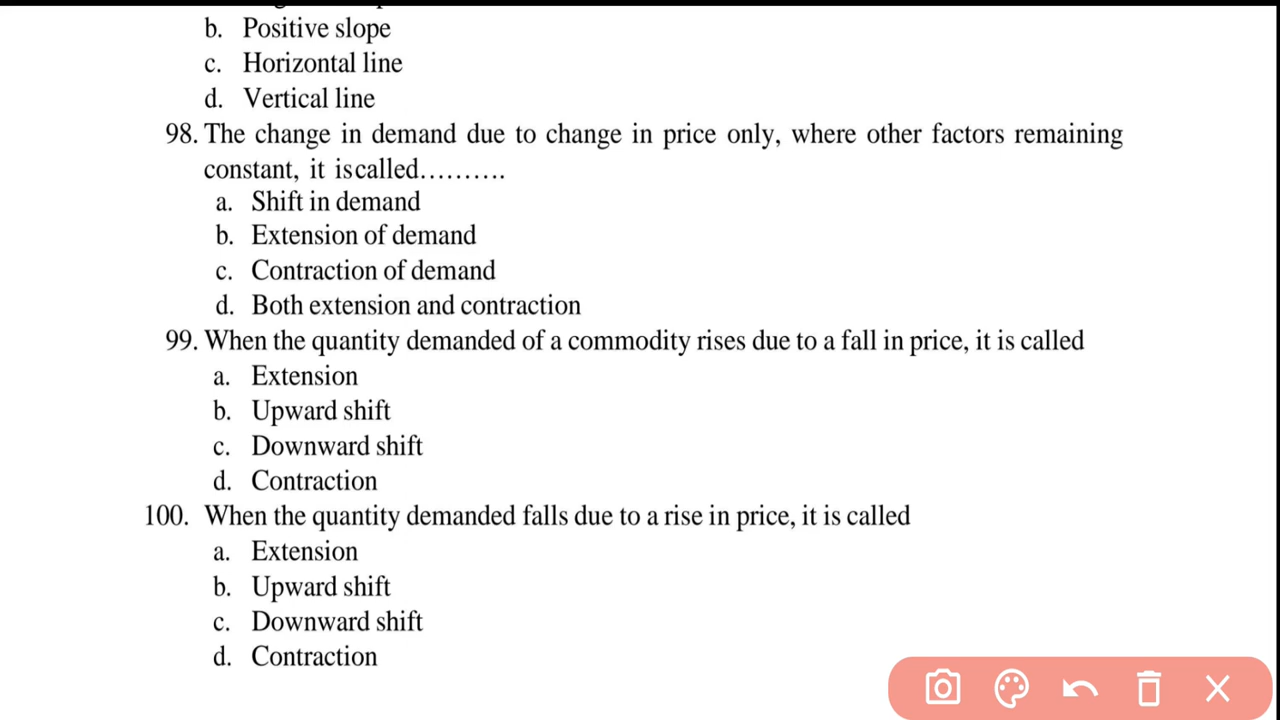 b. Positive slope
c. Horizontal line
d. Vertical line
98. The change in demand due to change in price only, where other factors remaining
constant, it iscalled……….
a. Shift in demand
b. Extension of demand
c. Contraction of demand
d. Both extension and contraction
99. When the quantity demanded of a commodity rises due to a fall in price, it is called
a. Extension
b. Upward shift
c. Downward shift
d. Contraction
100. When the quantity demanded falls due to a rise in price, it is called
a. Extension
b. Upward shift
c. Downward shift
d. Contraction